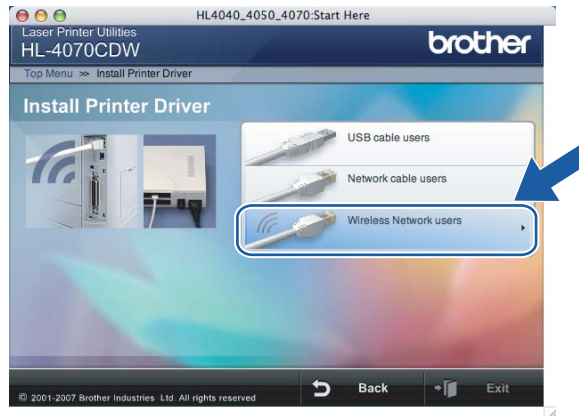 HL4040_4050_4070:Start Here
Laser Printer Utilities
HL-4070CDW
brother
Top Menu >> Install Printer Driver
Install Printer Driver
USB cable users
Network cable users
Wireless Network users
© 2001-2007 Brother Industries Ltd. All rights reserved
Back
Exit